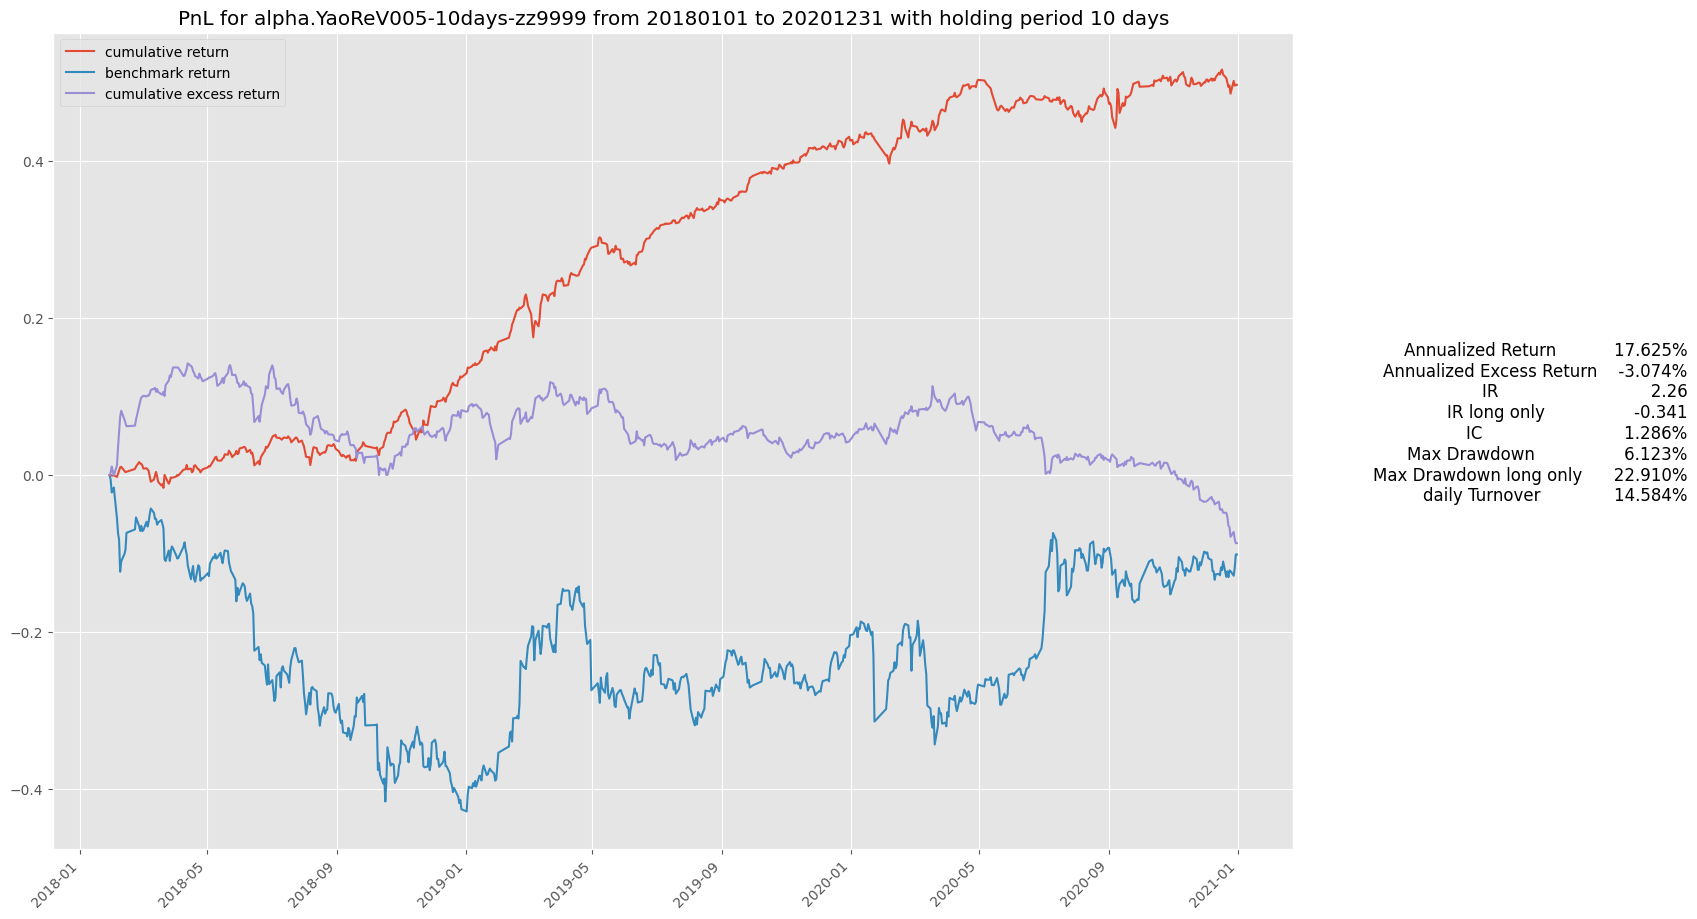 PnL for alpha.YaoReV005-10days-zz9999 from 20180101 to 20201231 with holding period 10 days
cumulative return
benchmark return
cumulative excess return
0.4
0.2
0.0
−0.2
−0.4
2018-01
2018-05
2018-09
2019-01
2019-05
2019-09
2020-01
2020-05
2020-09
2021-01
Annualized Return 17.625%
Annualized Excess Return -3.074%
IR 2.26
IR long only -0.341
IC 1.286%
Max Drawdown 6.123%
Max Drawdown long only 22.910%
daily Turnover 14.584%